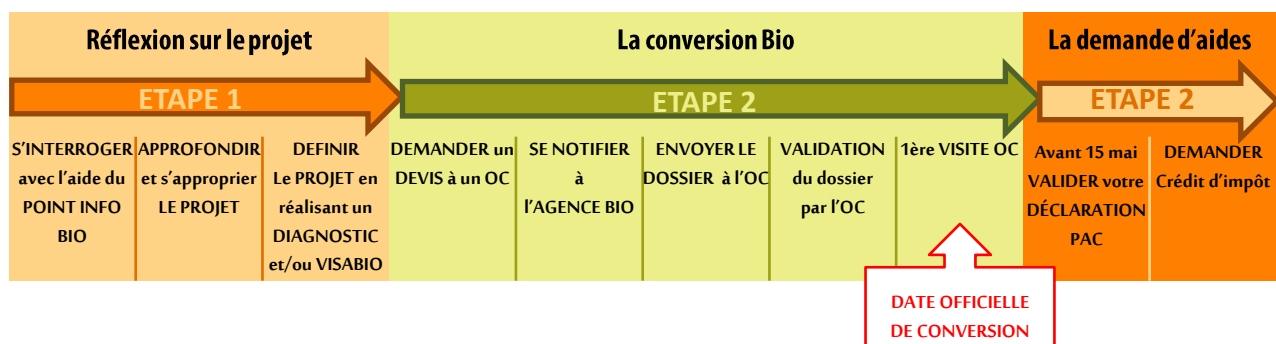 Réflexion sur le projet
La conversion Bio
La demande d'aides
ETAPE 1
ETAPE 2
ETAPE 2
S'INTERROGER
avec l'aide du
POINT INFO
BIO
APPROFONDIR
et s'approprier
LE PROJET
DEFINIR
Le PROJET en
réalisant un
DIAGNOSTIC
et/ou VISABIO
DEMANDER un
DEVIS à un OC
SE NOTIFIER
à
l'AGENCE BIO
ENVOYER LE
DOSSIER à l'OC
VALIDATION
du dossier
par l'OC
1ère VISITE OC
Avant 15 mai
VALIDER votre
DÉCLARATION
PAC
DEMANDER
Crédit d'impôt
DATE OFFICIELLE
DE CONVERSION